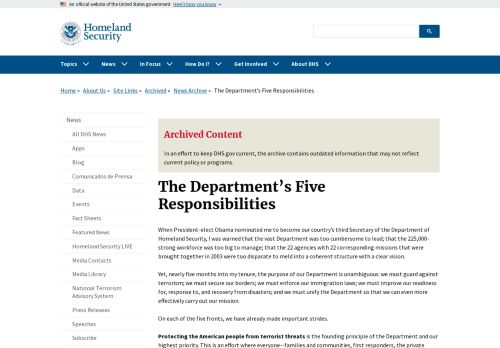 An official website of the United States government Here's how you know
Homeland
Security
Topics News In Focus How Do I? Get Involved About DHS
Home » About Us » Site Links » Archived » News Archive » The Department's Five Responsibilities
News
All DHS News
Apps
Blog
Comunicados de Prensa
Data
Events
Fact Sheets
Featured News
Homeland Security LIVE
Media Contacts
Media Library
National Terrorism
Advisory System
Press Releases
Speeches
Subscribe
Archived Content
In an effort to keep DHS.gov current, the archive contains outdated information that may not reflect
current policy or programs.
The Department's Five
Responsibilities
When President-elect Obama nominated me to become our country's third Secretary of the Department of
Homeland Security, I was warned that the vast Department was too cumbersome to lead; that the 225,000-
strong workforce was too big to manage; that the 22 agencies with 22 corresponding missions that were
brought together in 2003 were too disparate to meld into a coherent structure with a clear vision.
Yet, nearly five months into my tenure, the purpose of our Department is unambiguous: we must guard against
terrorism; we must secure our borders; we must enforce our immigration laws; we must improve our readiness
for, response to, and recovery from disasters; and we must unify the Department so that we can even more
effectively carry out our mission.
On each of the five fronts, we have already made important strides.
Protecting the American people from terrorist threats is the founding principle of the Department and our
highest priority. This is an effort where everyone--families and communities, first responders, the private